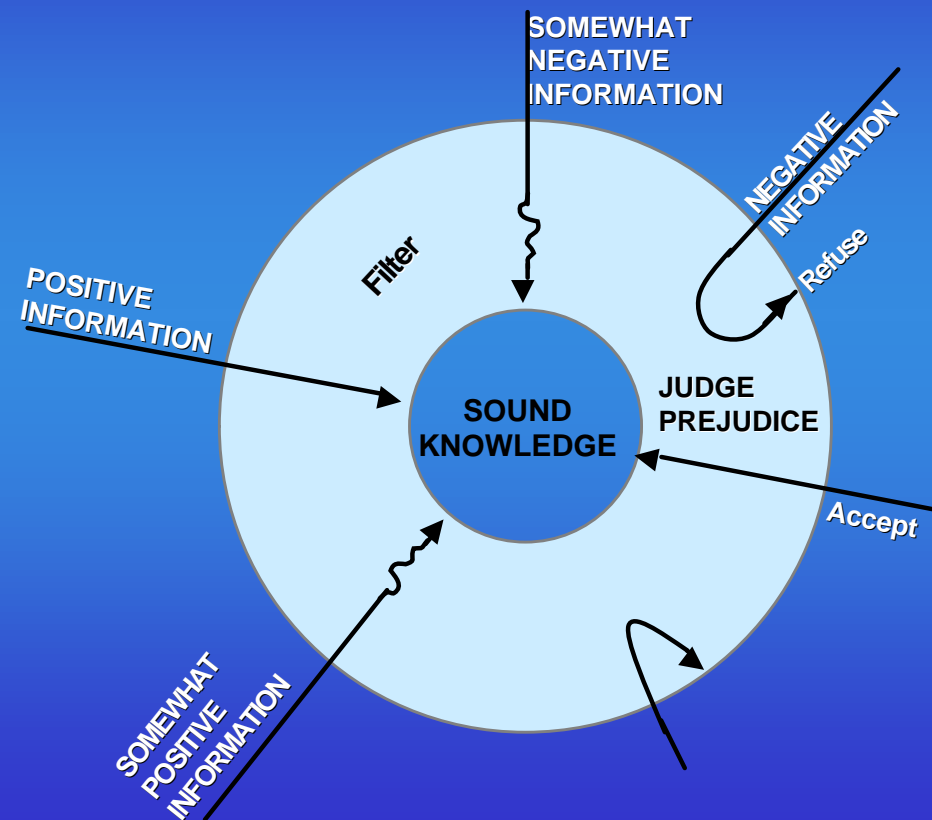 SOMEWHAT
NEGATIVE
INFORMATION
NEGATIVE
INFORMATION
Refuse
Filter
POSITIVE
INFORMATION
JUDGE
PREJUDICE
SOUND
KNOWLEDGE
Accept
SOMEWHAT
POSITIVE
INFORMATION